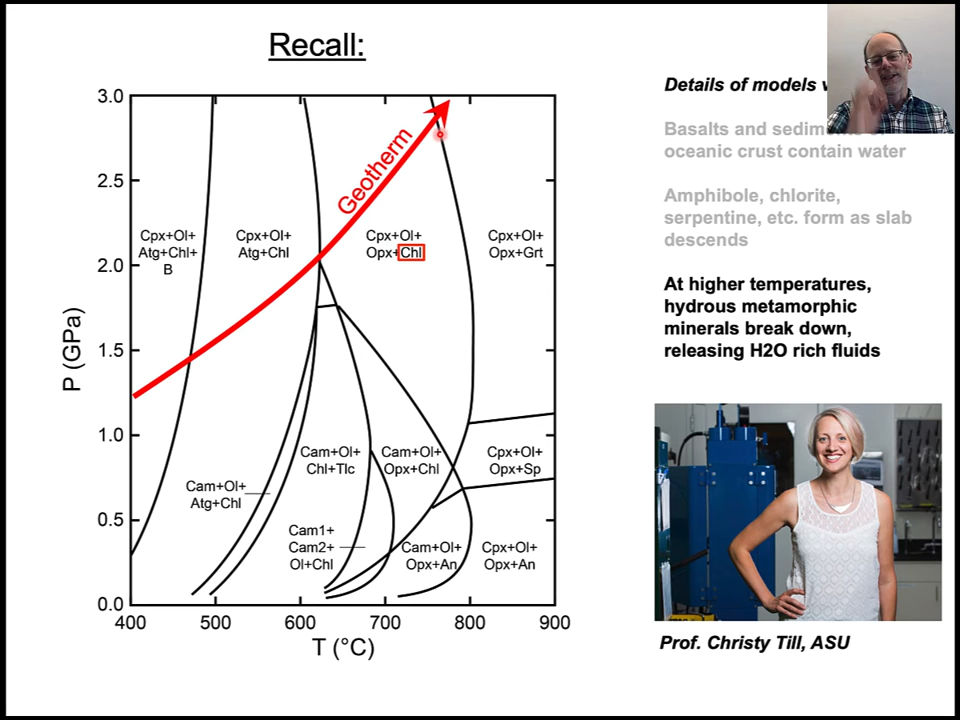 Recall:
3.0
2.5
2.0
1.5
1.0
0.5
0.0
P (GPa)
400
500
600
700
800
900
T (°C)
Geotherm
Cpx+Ol+
Atg+Chl+
B
Cpx+Ol+
Atg+Chl
Cpx+Ol+
Opx+Chl
Cpx+Ol+
Opx+Grt
Cam+Ol+
Chl+Tlc
Cam+Ol+
Opx+Chl
Cpx+Ol+
Opx+Sp
Cam+Ol+
Atg+Chl
Cam1+
Cam2+
Ol+Chl
Cam+Ol+
Opx+An
Cpx+Ol+
Opx+An
Details of models
Basalts and
oceanic crust contain water
Amphibole, chlorite,
serpentine, etc. form as slab
descends
At higher temperatures,
hydrous metamorphic
minerals break down,
releasing H2O rich fluids
Prof. Christy Till, ASU